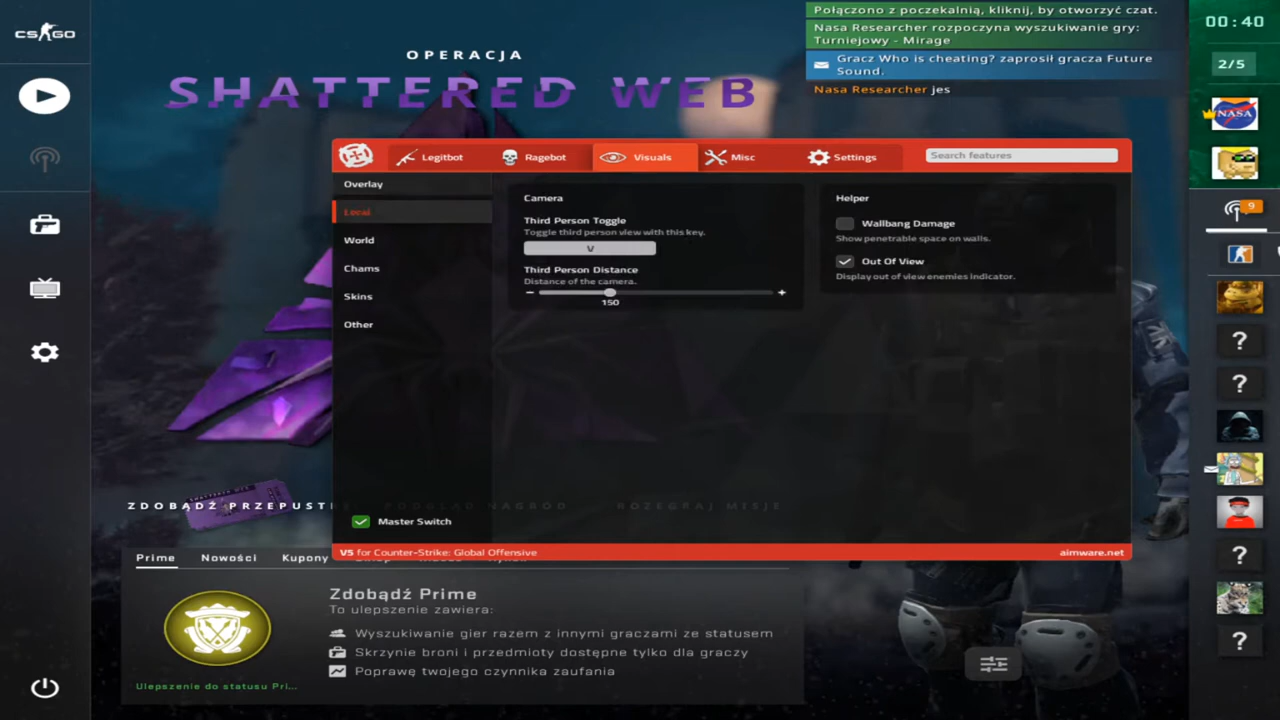 CS:GO
OPERACJA
SHATTERED WEB
Połączono z poczekalnią, kliknij, by otworzyć czat.
Nasa Researcher rozpoczyna wyszukiwanie gry:
Turniejowy - Mirage
Gracz Who is cheating? zaprosił gracza Future
Sound.
Nasa Researcher jes
00:40
2/5
NASA
9
Legitbot
Ragebot
Visuals
Misc
Settings
Search features
Overlay
Local
World
Chams
Skins
Other
Master Switch
Camera
Third Person Toggle
Toggle third person view with this key.
V
Third Person Distance
Distance of the camera.
150
Helper
Wallbang Damage
Show penetrable space on walls.
Out Of View
Display out of view enemies indicator.
V5 for Counter-Strike: Global Offensive
aimware.net
ZDOBĄDŹ PRZEPUST
PODGLĄD NAGRÓD
ROZEGRAJ MISJE
Prime
Nowości
Kupony
Zdobądź Prime
To ulepszenie zawiera:
Wyszukiwanie gier razem z innymi graczami ze statusem
Skrzynie broni i przedmioty dostępne tylko dla graczy
Poprawę twojego czynnika zaufania
Ulepszenie do statusu Pri...
?
?
?
?